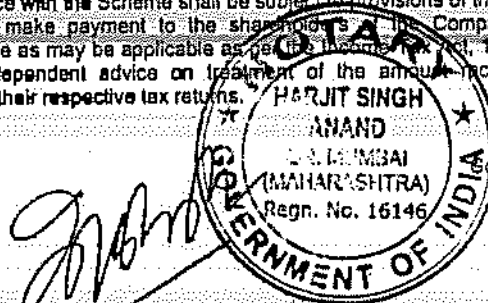 ce with the Scheme shall be subject to provisions of th
make payment to the shareholders of the Comp
e as may be applicable as per the Income Tax Act,
dependent advice on treatment of the amount
their respective tax returns.
NOTARY
HARJIT SINGH
ANAND
MUMBAI
(MAHARASHTRA)
Regn. No. 16146
GOVERNMENT OF INDIA